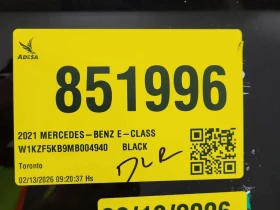 ADESA
851996
2021 MERCEDES-BENZ E-CLASS
W1KZF5KB9MB004940 BLACK
Toronto
DLR
02/13/2026 09:20:37 Hs